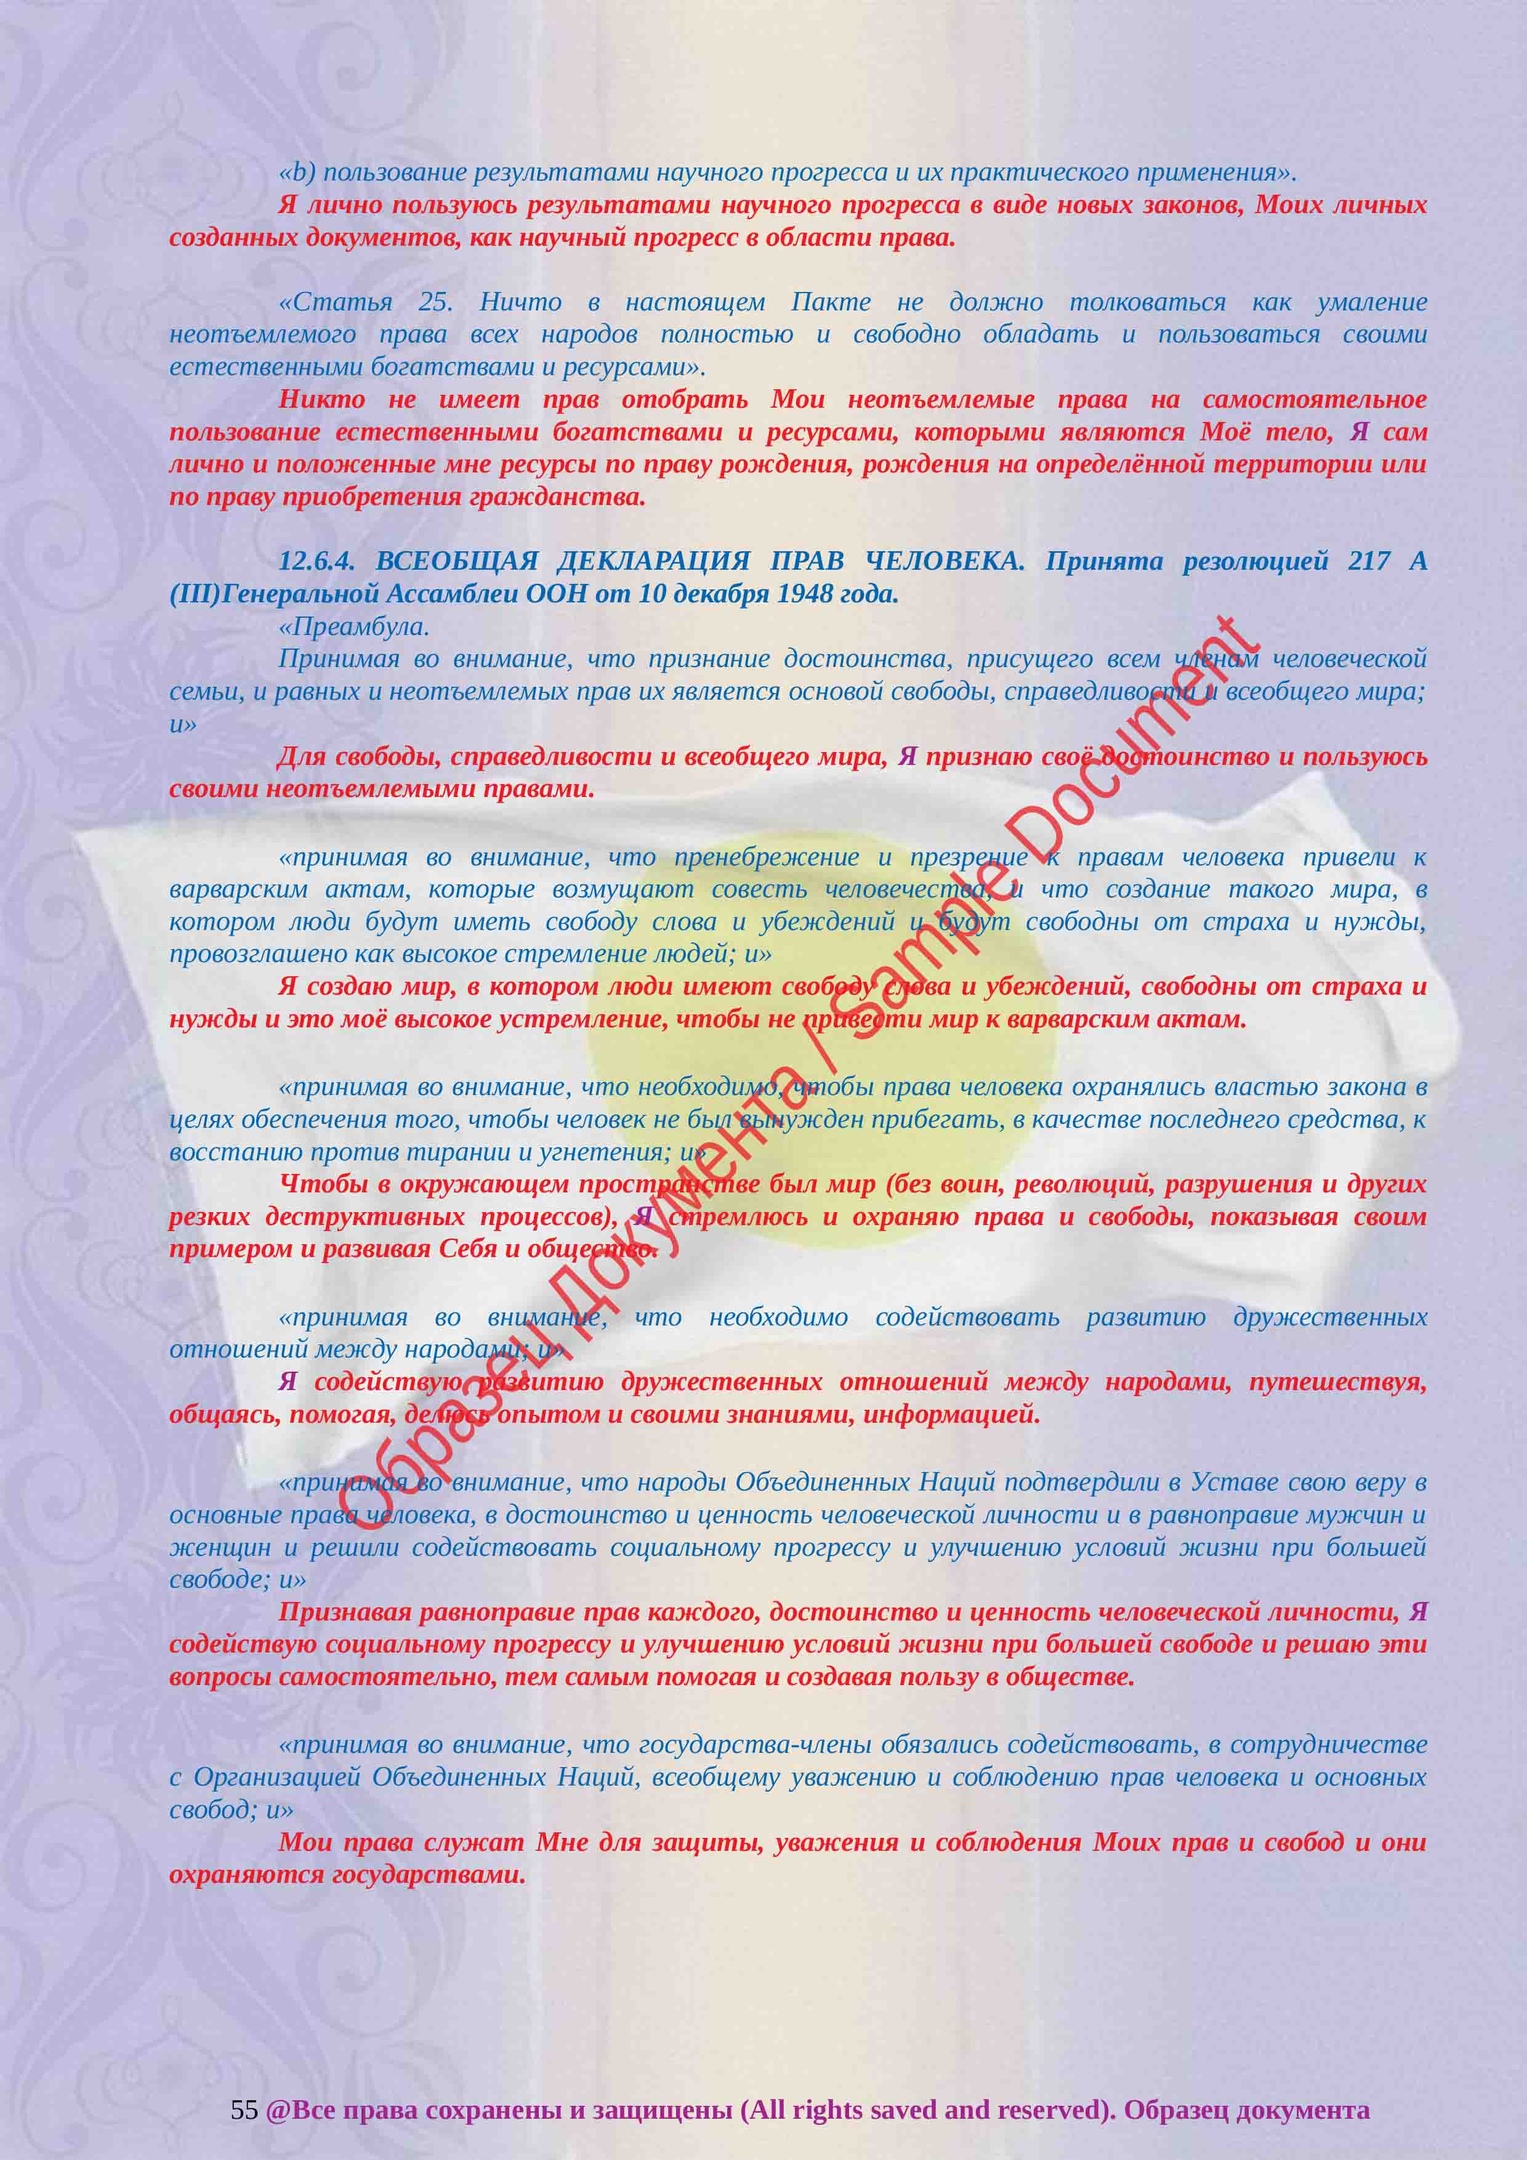 «b) пользование результатами научного прогресса и их практического применения».
Я лично пользуюсь результатами научного прогресса в виде новых законов, Моих личных
созданных документов, как научный прогресс в области права.
«Статья 25. Ничто в настоящем Пакте не должно толковаться как умаление
неотъемлемого права всех народов полностью и свободно обладать и пользоваться своими
естественными богатствами и ресурсами».
Никто не имеет прав отобрать Мои неотъемлемые права на самостоятельное
пользование естественными богатствами и ресурсами, которыми являются Моё тело, Я сам
лично и положенные мне ресурсы по праву рождения, рождения на определённой территории или
по праву приобретения гражданства.
12.6.4. ВСЕОБЩАЯ ДЕКЛАРАЦИЯ ПРАВ ЧЕЛОВЕКА. Принята резолюцией 217 А
(III)Генеральной Ассамблеи ООН от 10 декабря 1948 года.
«Преамбула.
Принимая во внимание, что признание достоинства, присущего всем членам человеческой
семьи, и равных и неотъемлемых прав их является основой свободы, справедливости и всеобщего мира;
и»
Для свободы, справедливости и всеобщего мира, Я признаю своё достоинство и пользуюсь
своими неотъемлемыми правами.
«принимая во внимание, что пренебрежение и презрение к правам человека привели к
варварским актам, которые возмущают совесть человечества, и что создание такого мира, в
котором люди будут иметь свободу слова и убеждений и будут свободны от страха и нужды,
провозглашено как высокое стремление людей; и»
Я создаю мир, в котором люди имеют свободу слова и убеждений, свободны от страха и
нужды и это моё высокое устремление, чтобы не привести мир к варварским актам.
«принимая во внимание, что необходимо, чтобы права человека охранялись властью закона в
целях обеспечения того, чтобы человек не был вынужден прибегать, в качестве последнего средства, к
восстанию против тирании и угнетения; и»
Чтобы в окружающем пространстве был мир (без воин, революций, разрушения и других
резких деструктивных процессов), Я стремлюсь и охраняю права и свободы, показывая своим
примером и развивая Себя и общество.
«принимая во внимание, что необходимо содействовать развитию дружественных
отношений между народами; и»
Я содействую развитию дружественных отношений между народами, путешествуя,
общаясь, помогая, делюсь опытом и своими знаниями, информацией.
«принимая во внимание, что народы Объединенных Наций подтвердили в Уставе свою веру в
основные права человека, в достоинство и ценность человеческой личности и в равноправие мужчин и
женщин и решили содействовать социальному прогрессу и улучшению условий жизни при большей
свободе; и»
Признавая равноправие прав каждого, достоинство и ценность человеческой личности, Я
содействую социальному прогрессу и улучшению условий жизни при большей свободе и решаю эти
вопросы самостоятельно, тем самым помогая и создавая пользу в обществе.
«принимая во внимание, что государства-члены обязались содействовать, в сотрудничестве
с Организацией Объединенных Наций, всеобщему уважению и соблюдению прав человека и основных
свобод; и»
Мои права служат Мне для защиты, уважения и соблюдения Моих прав и свобод и они
охраняются государствами.
Образец Документа / Sample Document
55 @Все права сохранены и защищены (All rights saved and reserved). Образец документа